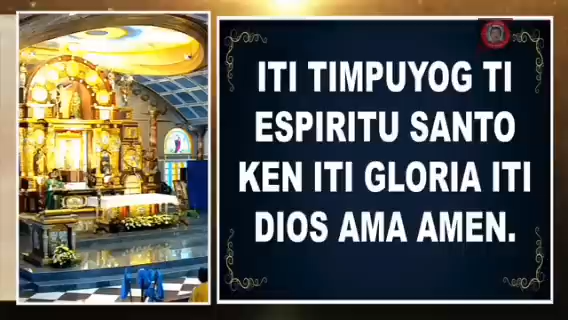 ITI TIMPUYOG TI
ESPIRITU SANTO
KEN ITI GLORIA ITI
DIOS AMA AMEN.